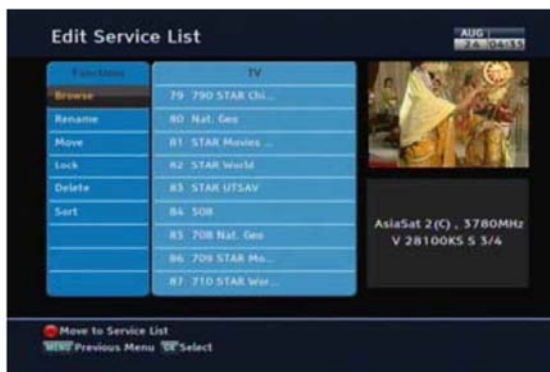 Edit Service List
AUG
24 04:35
Functions
TV
Browse
Rename
Move
Lock
Delete
Sort
79 790 STAR Chi...
80 Nat. Geo
81 STAR Movies ...
82 STAR World
83 STAR UTSAV
84 508
85 708 Nat. Geo
86 709 STAR Mo...
87 710 STAR Wor...
AsiaSat 2(C) , 3780MHz
V 28100KS S 3/4
Move to Service List
MENU Previous Menu OK Select